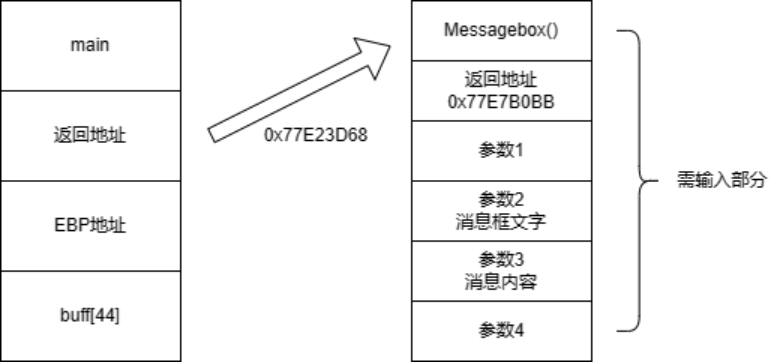 main
返回地址
EBP地址
buff[44]
0x77E23D68
Messagebox()
返回地址
0x77E7B0BB
参数1
参数2
消息框文字
参数3
消息内容
参数4
需输入部分